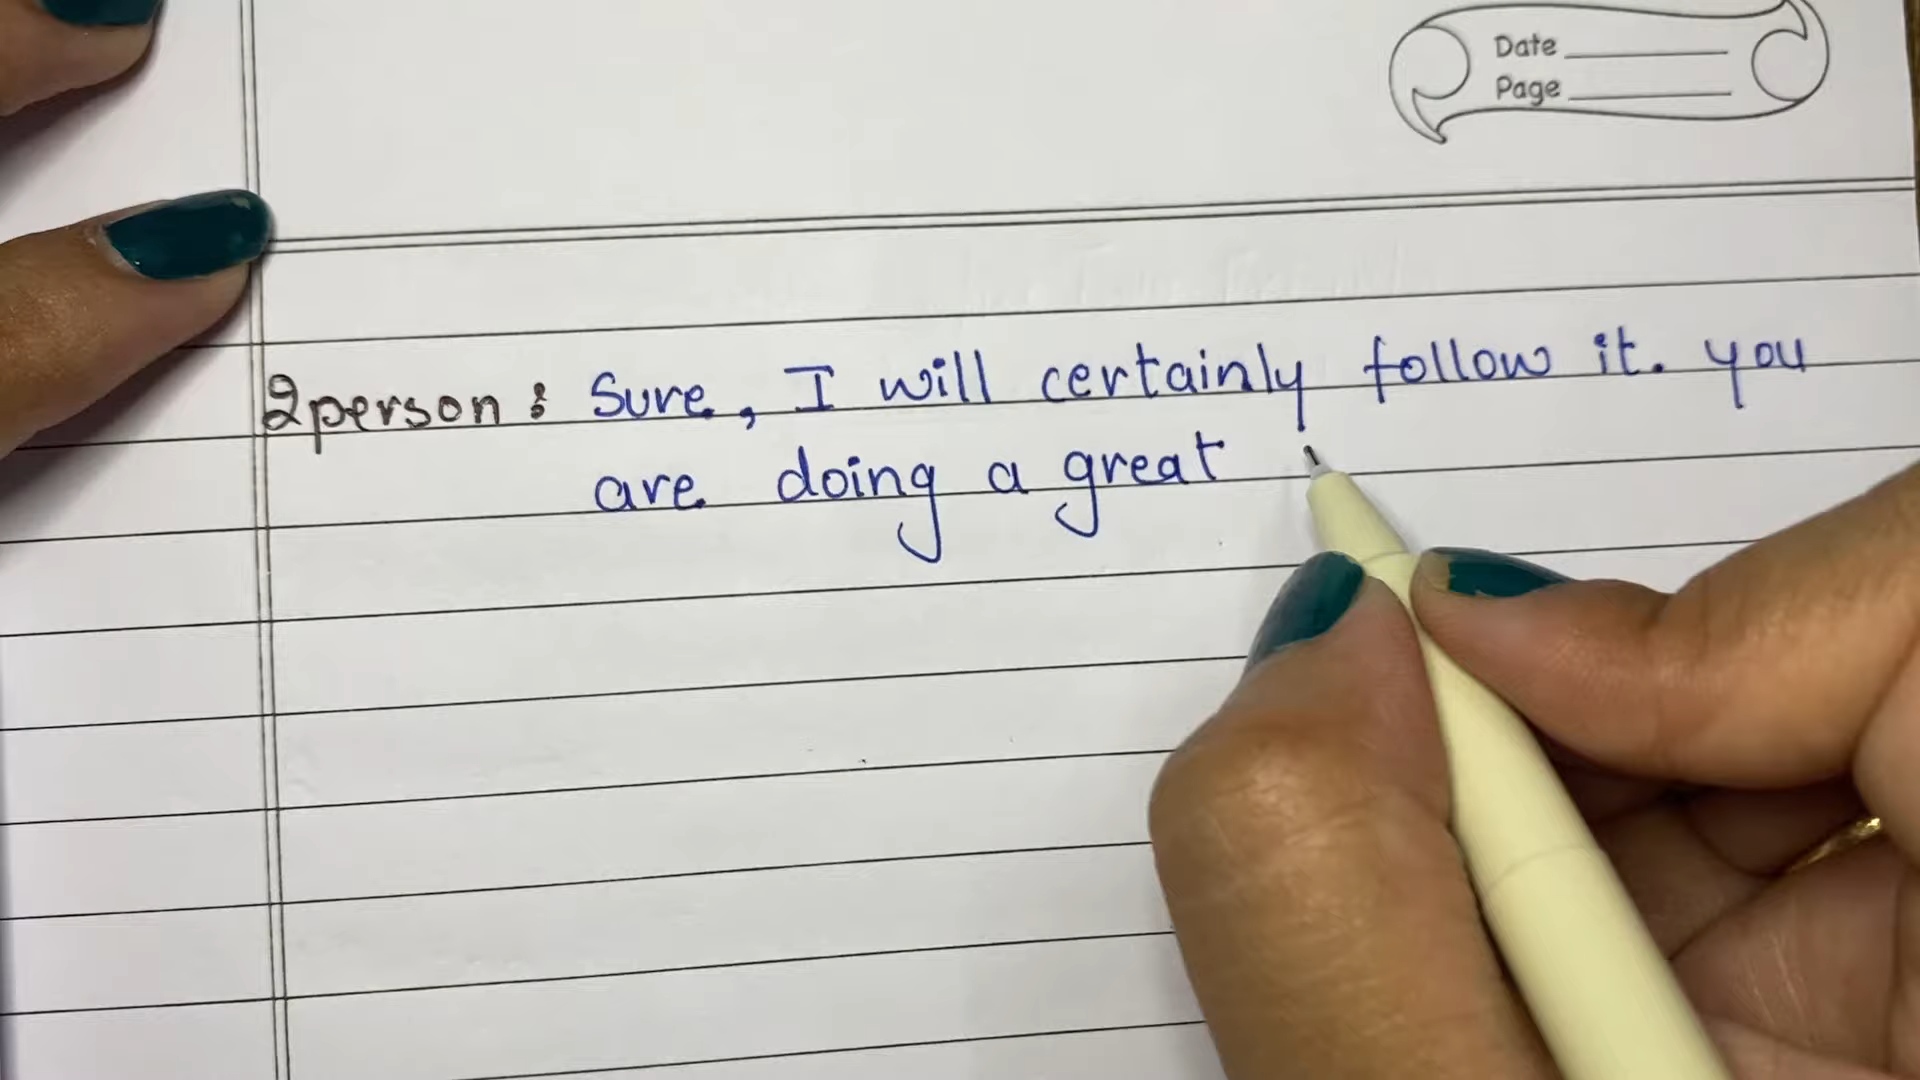 Date
Page
2person : Sure, I will certainly follow it. you
are doing a great